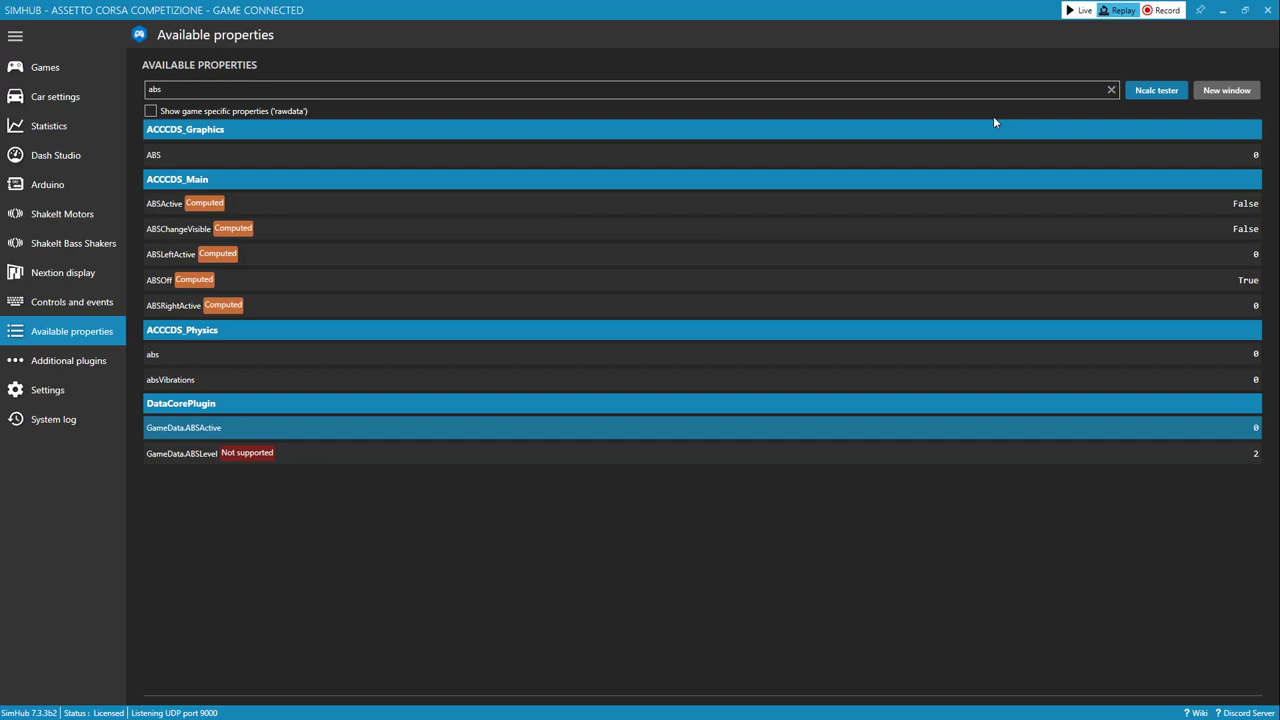 SIMHUB - ASSETTO CORSA COMPETIZIONE - GAME CONNECTED
Live Replay Record
Available properties
Games
Car settings
Statistics
Dash Studio
Arduino
ShakeIt Motors
ShakeIt Bass Shakers
Nextion display
Controls and events
Available properties
Additional plugins
Settings
System log
AVAILABLE PROPERTIES
abs
Ncalc tester New window
Show game specific properties ('rawdata')
ACCCDS_Graphics
ABS 0
ACCCDS_Main
ABSActive Computed False
ABSChangeVisible Computed False
ABSLeftActive Computed 0
ABSOff Computed True
ABSRightActive Computed 0
ACCCDS_Physics
abs 0
absVibrations 0
DataCorePlugin
GameData.ABSActive 0
GameData.ABSLevel Not supported 2
SimHub 7.3.3b2 Status : Licensed Listening UDP port 9000 ? Wiki ? Discord Server